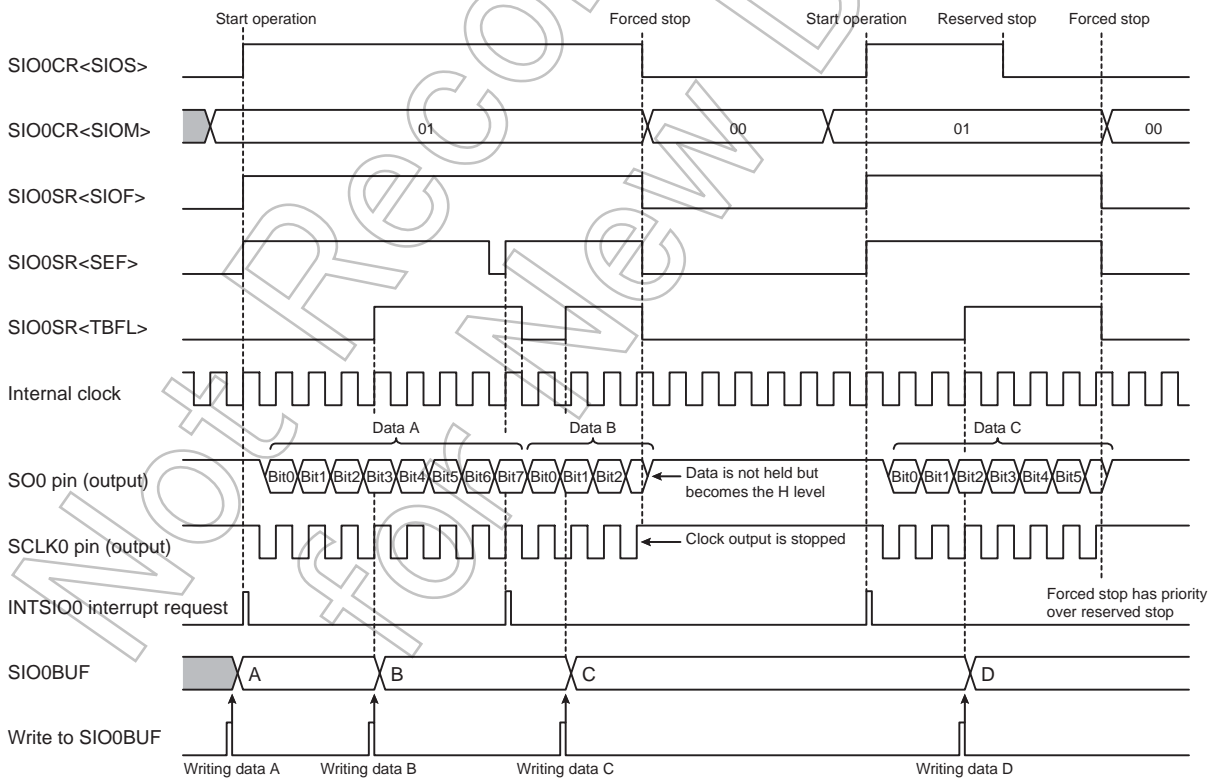 Start operation Forced stop Start operation Reserved stop Forced stop
SIO0CR<SIOS>
SIO0CR<SIOM> 01 00 01 00
SIO0SR<SIOF>
SIO0SR<SEF>
SIO0SR<TBFL>
Internal clock
Data A Data B Data C
SO0 pin (output) Bit0 Bit1 Bit2 Bit3 Bit4 Bit5 Bit6 Bit7 Bit0 Bit1 Bit2 Data is not held but Bit0 Bit1 Bit2 Bit3 Bit4 Bit5
becomes the H level
SCLK0 pin (output) Clock output is stopped
INTSIO0 interrupt request Forced stop has priority
over reserved stop
SIO0BUF A B C D
Write to SIO0BUF
Writing data A Writing data B Writing data C Writing data D
Not Reco
for New D